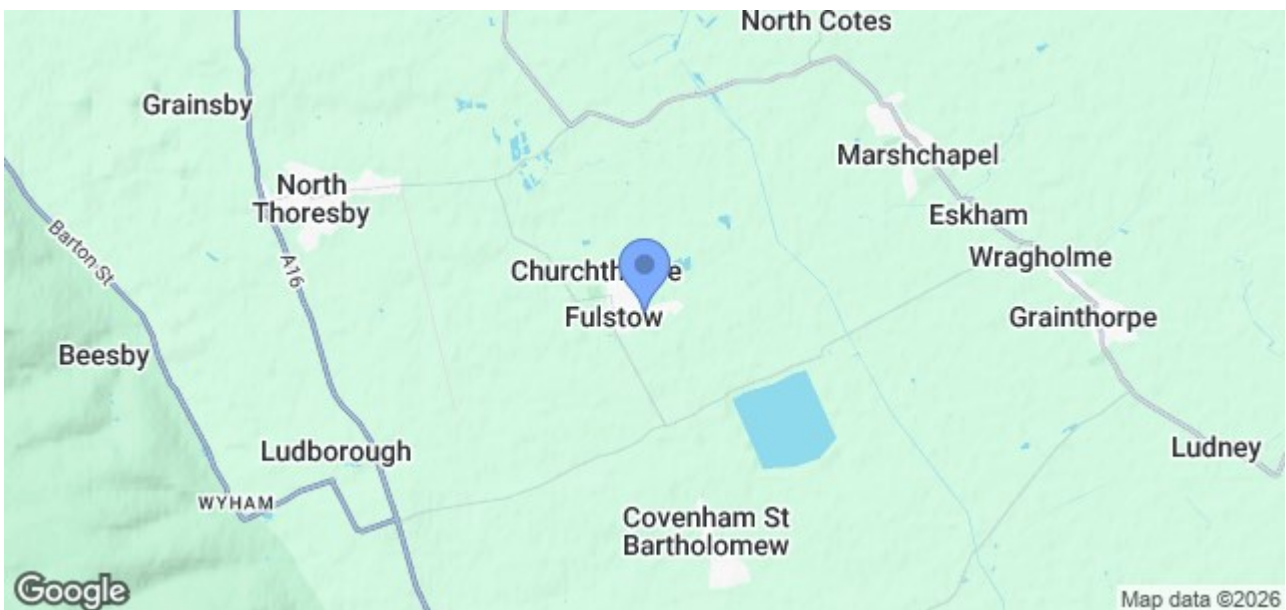 North Cotes
Grainsby
Marshchapel
North
Thoresby
Eskham
Barton St
A16
Wragholme
Fulstow
Grainthorpe
Beesby
Ludborough
Ludney
WYHAM
Covenham St
Bartholomew
Google
Map data ©2026